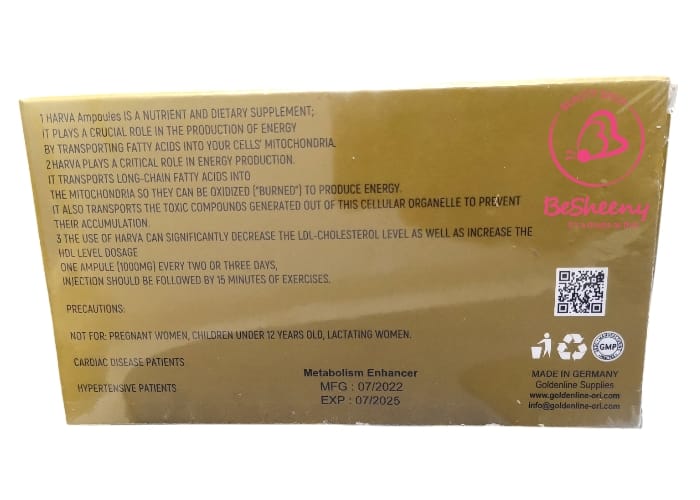 1 HARVA Ampoules IS A NUTRIENT AND DIETARY SUPPLEMENT;
IT PLAYS A CRUCIAL ROLE IN THE PRODUCTION OF ENERGY
BY TRANSPORTING FATTY ACIDS INTO YOUR CELLS' MITOCHONDRIA.
2 HARVA PLAYS A CRITICAL ROLE IN ENERGY PRODUCTION.
IT TRANSPORTS LONG-CHAIN FATTY ACIDS INTO
THE MITOCHONDRIA SO THEY CAN BE OXIDIZED ("BURNED") TO PRODUCE ENERGY.
IT ALSO TRANSPORTS THE TOXIC COMPOUNDS GENERATED OUT OF THIS CELLULAR ORGANELLE TO PREVENT
THEIR ACCUMULATION.
3 THE USE OF HARVA CAN SIGNIFICANTLY DECREASE THE LDL-CHOLESTEROL LEVEL AS WELL AS INCREASE THE
HDL LEVEL DOSAGE
ONE AMPULE (1000MG) EVERY TWO OR THREE DAYS,
INJECTION SHOULD BE FOLLOWED BY 15 MINUTES OF EXERCISES.
PRECAUTIONS:
NOT FOR: PREGNANT WOMEN, CHILDREN UNDER 12 YEARS OLD, LACTATING WOMEN.
CARDIAC DISEASE PATIENTS
HYPERTENSIVE PATIENTS
Metabolism Enhancer
MFG : 07/2022
EXP : 07/2025
BeSheeny
GMP
MADE IN GERMANY
Goldenline Supplies
www.goldenline-ori.com
info@goldenline-ori.com